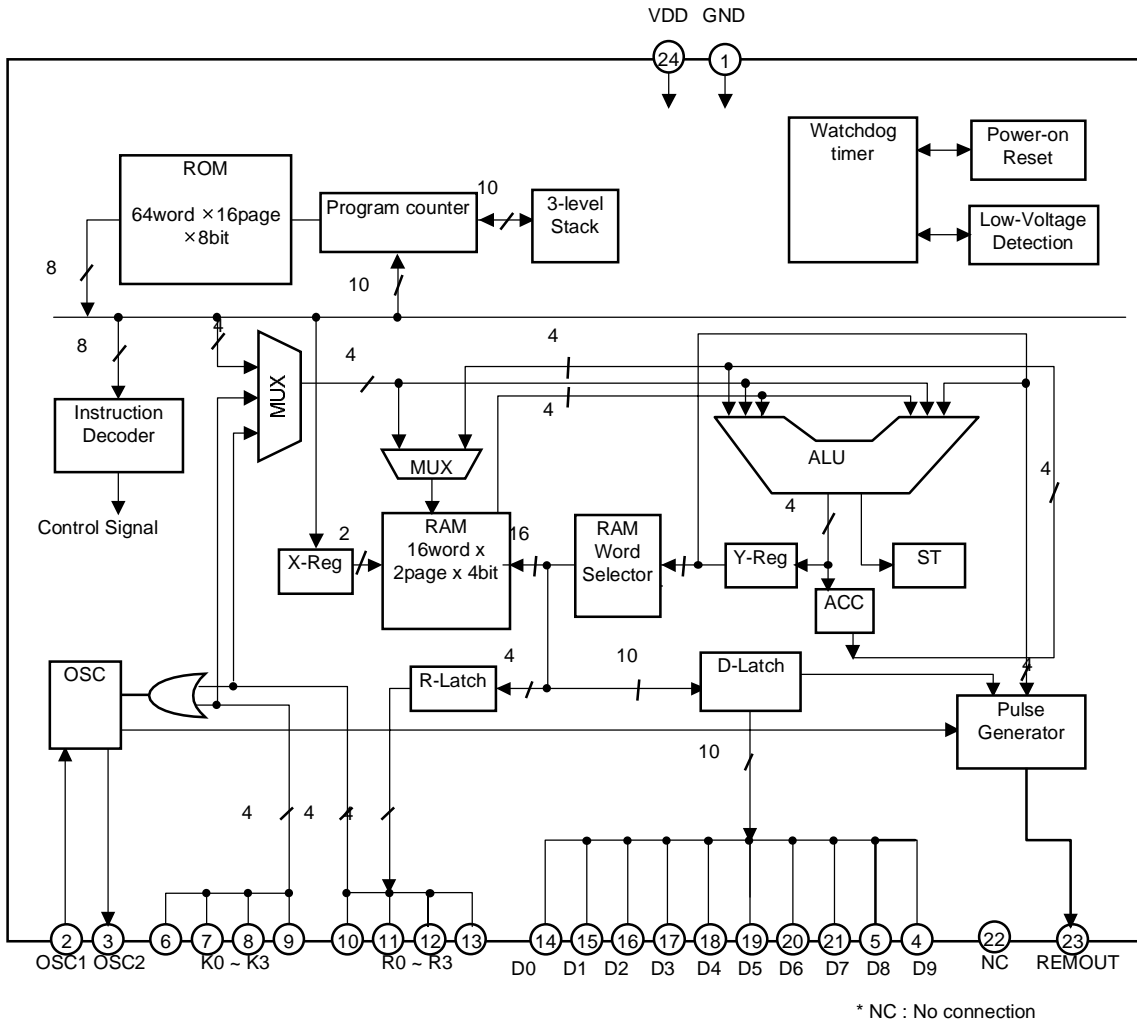 VDD GND
24 1
Watchdog
timer
Power-on
Reset
Low-Voltage
Detection
ROM
64word ×16page
×8bit
Program counter
10
3-level
Stack
8
10
8
4
MUX
4
4
4
Instruction
Decoder
Control Signal
MUX
ALU
4
4
X-Reg
2
RAM
16word x
2page x 4bit
16
RAM
Word
Selector
Y-Reg
ST
ACC
OSC
4
R-Latch
10
D-Latch
4
Pulse
Generator
10
4 4 4
2 3 6 7 8 9 10 11 12 13 14 15 16 17 18 19 20 21 5 4 22 23
OSC1 OSC2 K0 ~ K3 R0 ~ R3 D0 D1 D2 D3 D4 D5 D6 D7 D8 D9 NC REMOUT
* NC : No connection